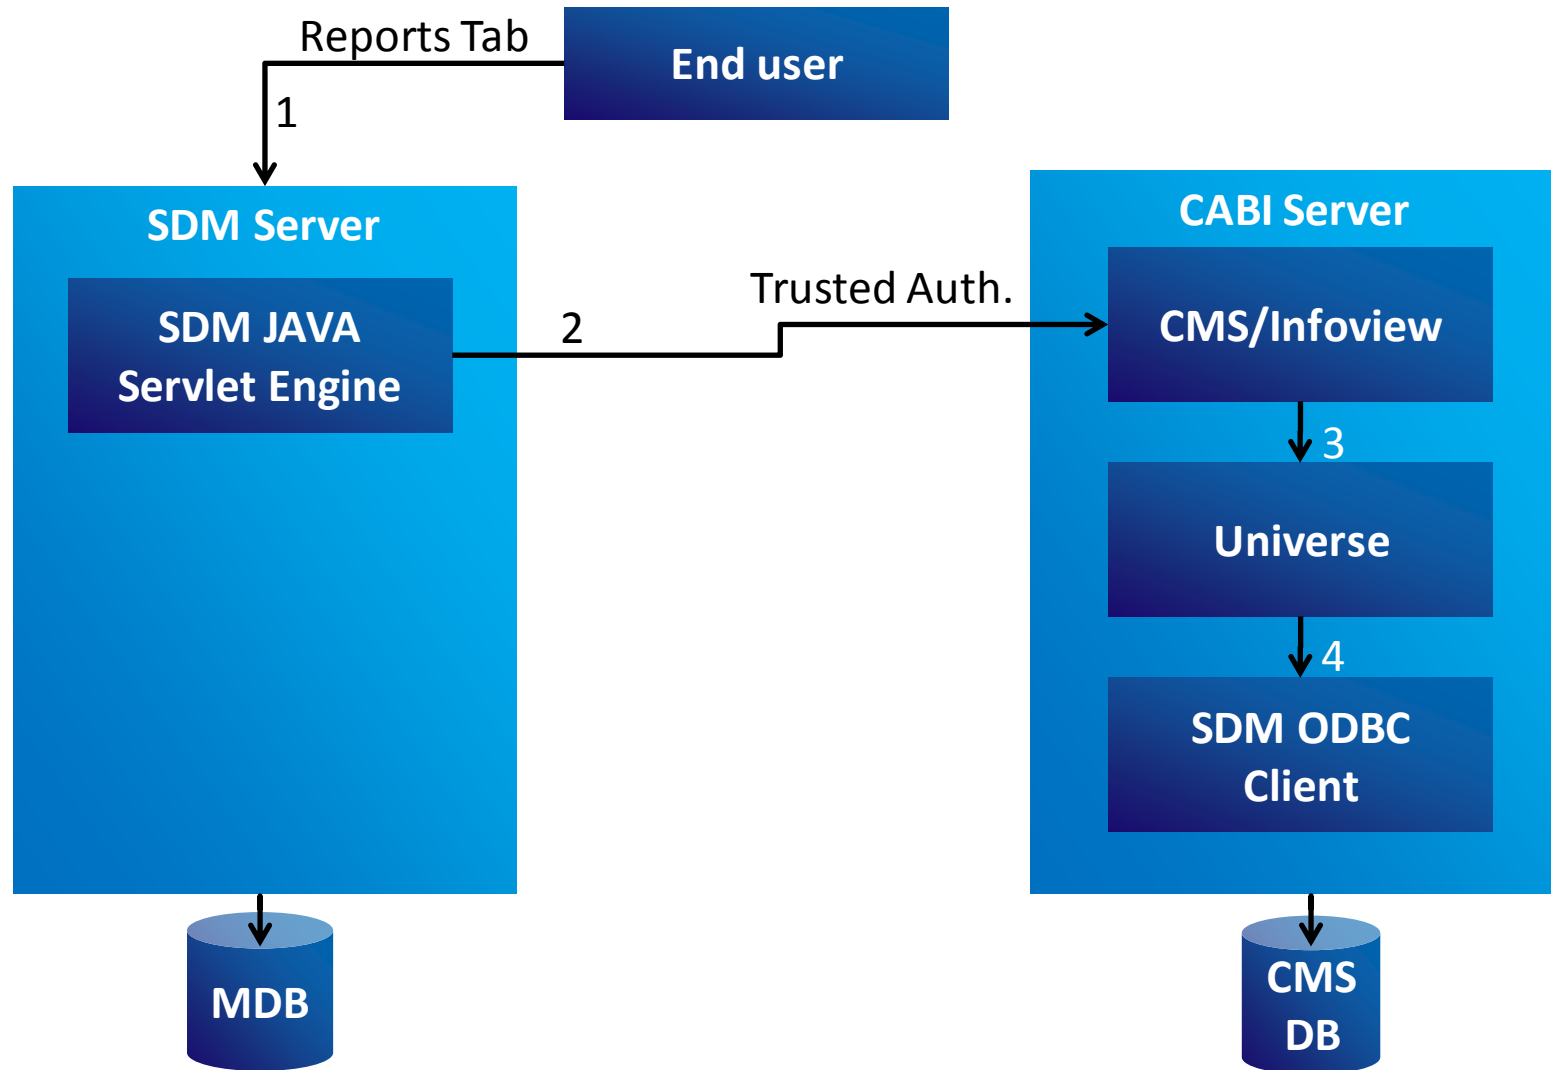 Reports Tab
End user
1
SDM Server
SDM JAVA
Servlet Engine
2
Trusted Auth.
CABI Server
CMS/Infoview
3
Universe
4
SDM ODBC
Client
MDB
CMS
DB